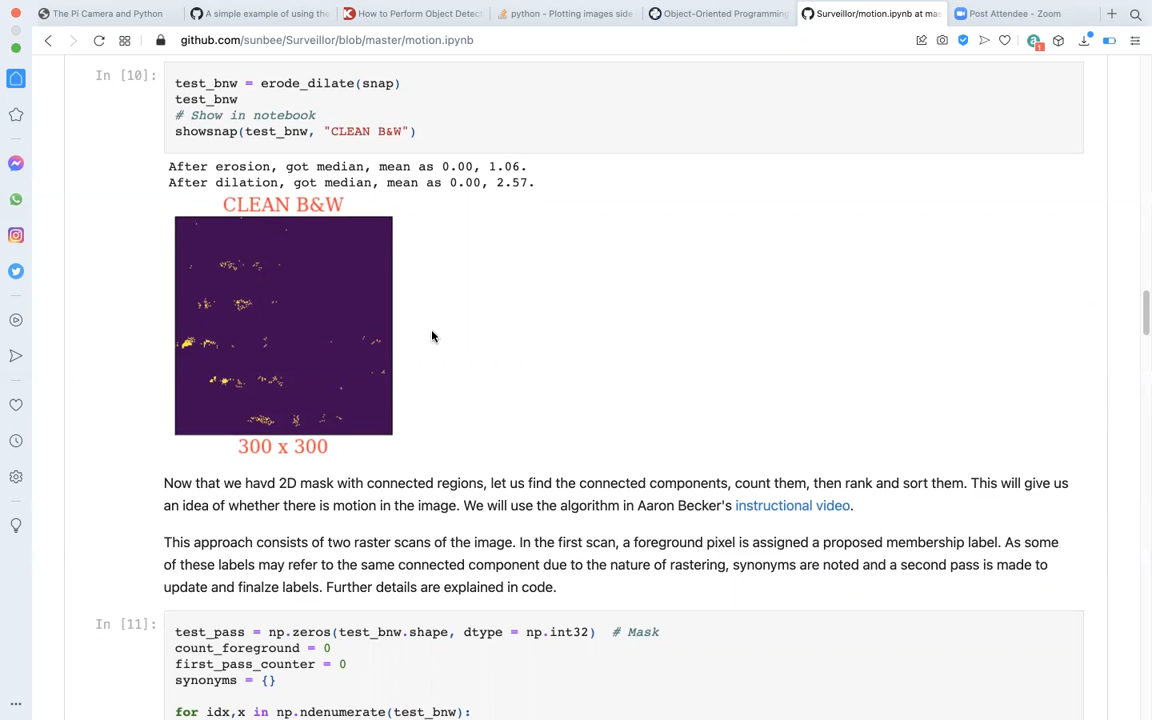 The Pi Camera and Python
A simple example of using the
How to Perform Object Detect
python - Plotting images side
Object-Oriented Programming
Surveillor/motion.ipynb at mas
Post Attendee - Zoom
github.com/sunbee/Surveillor/blob/master/motion.ipynb
In [10]:
test_bnw = erode_dilate(snap)
test_bnw
# Show in notebook
showsnap(test_bnw, "CLEAN B&W")
After erosion, got median, mean as 0.00, 1.06.
After dilation, got median, mean as 0.00, 2.57.
CLEAN B&W
300 x 300
Now that we havd 2D mask with connected regions, let us find the connected components, count them, then rank and sort them. This will give us
an idea of whether there is motion in the image. We will use the algorithm in Aaron Becker's instructional video.
This approach consists of two raster scans of the image. In the first scan, a foreground pixel is assigned a proposed membership label. As some
of these labels may refer to the same connected component due to the nature of rastering, synonyms are noted and a second pass is made to
update and finalze labels. Further details are explained in code.
In [11]:
test_pass = np.zeros(test_bnw.shape, dtype = np.int32)  # Mask
count_foreground = 0
first_pass_counter = 0
synonyms = {}
for idx,x in np.ndenumerate(test_bnw):